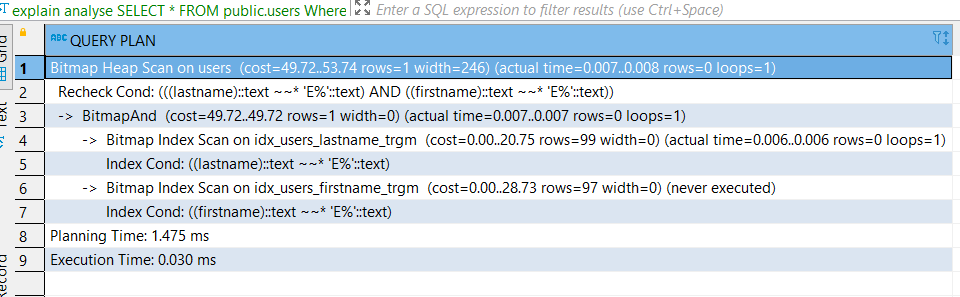 explain analyse SELECT * FROM public.users Where
Enter a SQL expression to filter results (use Ctrl+Space)
Grid
ABC QUERY PLAN
1 Bitmap Heap Scan on users (cost=49.72..53.74 rows=1 width=246) (actual time=0.007..0.008 rows=0 loops=1)
2 Recheck Cond: (((lastname)::text ~~* 'E%'::text) AND ((firstname)::text ~~* 'E%'::text))
3 -> BitmapAnd (cost=49.72..49.72 rows=1 width=0) (actual time=0.007..0.007 rows=0 loops=1)
4 -> Bitmap Index Scan on idx_users_lastname_trgm (cost=0.00..20.75 rows=99 width=0) (actual time=0.006..0.006 rows=0 loops=1)
5 Index Cond: ((lastname)::text ~~* 'E%'::text)
6 -> Bitmap Index Scan on idx_users_firstname_trgm (cost=0.00..28.73 rows=97 width=0) (never executed)
7 Index Cond: ((firstname)::text ~~* 'E%'::text)
8 Planning Time: 1.475 ms
9 Execution Time: 0.030 ms
Text
Record